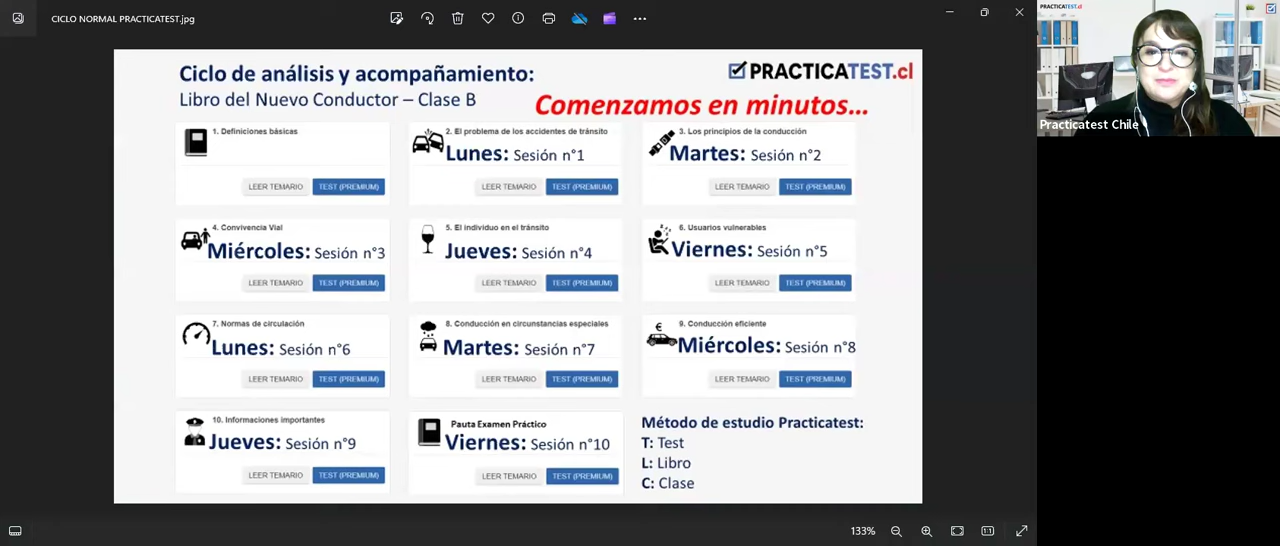 CICLO NORMAL PRACTICATEST.jpg
PRACTICATEST.cl
Practicatest Chile
Ciclo de análisis y acompañamiento:
PRACTICATEST.cl
Libro del Nuevo Conductor – Clase B
Comenzamos en minutos...
1. Definiciones básicas
LEER TEMARIO TEST (PREMIUM)
2. El problema de los accidentes de tránsito
Lunes: Sesión n°1
LEER TEMARIO TEST (PREMIUM)
3. Los principios de la conducción
Martes: Sesión n°2
LEER TEMARIO TEST (PREMIUM)
4. Convivencia Vial
Miércoles: Sesión n°3
LEER TEMARIO TEST (PREMIUM)
5. El individuo en el tránsito
Jueves: Sesión n°4
LEER TEMARIO TEST (PREMIUM)
6. Usuarios vulnerables
Viernes: Sesión n°5
LEER TEMARIO TEST (PREMIUM)
7. Normas de circulación
Lunes: Sesión n°6
LEER TEMARIO TEST (PREMIUM)
8. Conducción en circunstancias especiales
Martes: Sesión n°7
LEER TEMARIO TEST (PREMIUM)
9. Conducción eficiente
Miércoles: Sesión n°8
LEER TEMARIO TEST (PREMIUM)
10. Informaciones importantes
Jueves: Sesión n°9
LEER TEMARIO TEST (PREMIUM)
Pauta Examen Práctico
Viernes: Sesión n°10
LEER TEMARIO TEST (PREMIUM)
Método de estudio Practicatest:
T: Test
L: Libro
C: Clase
133%